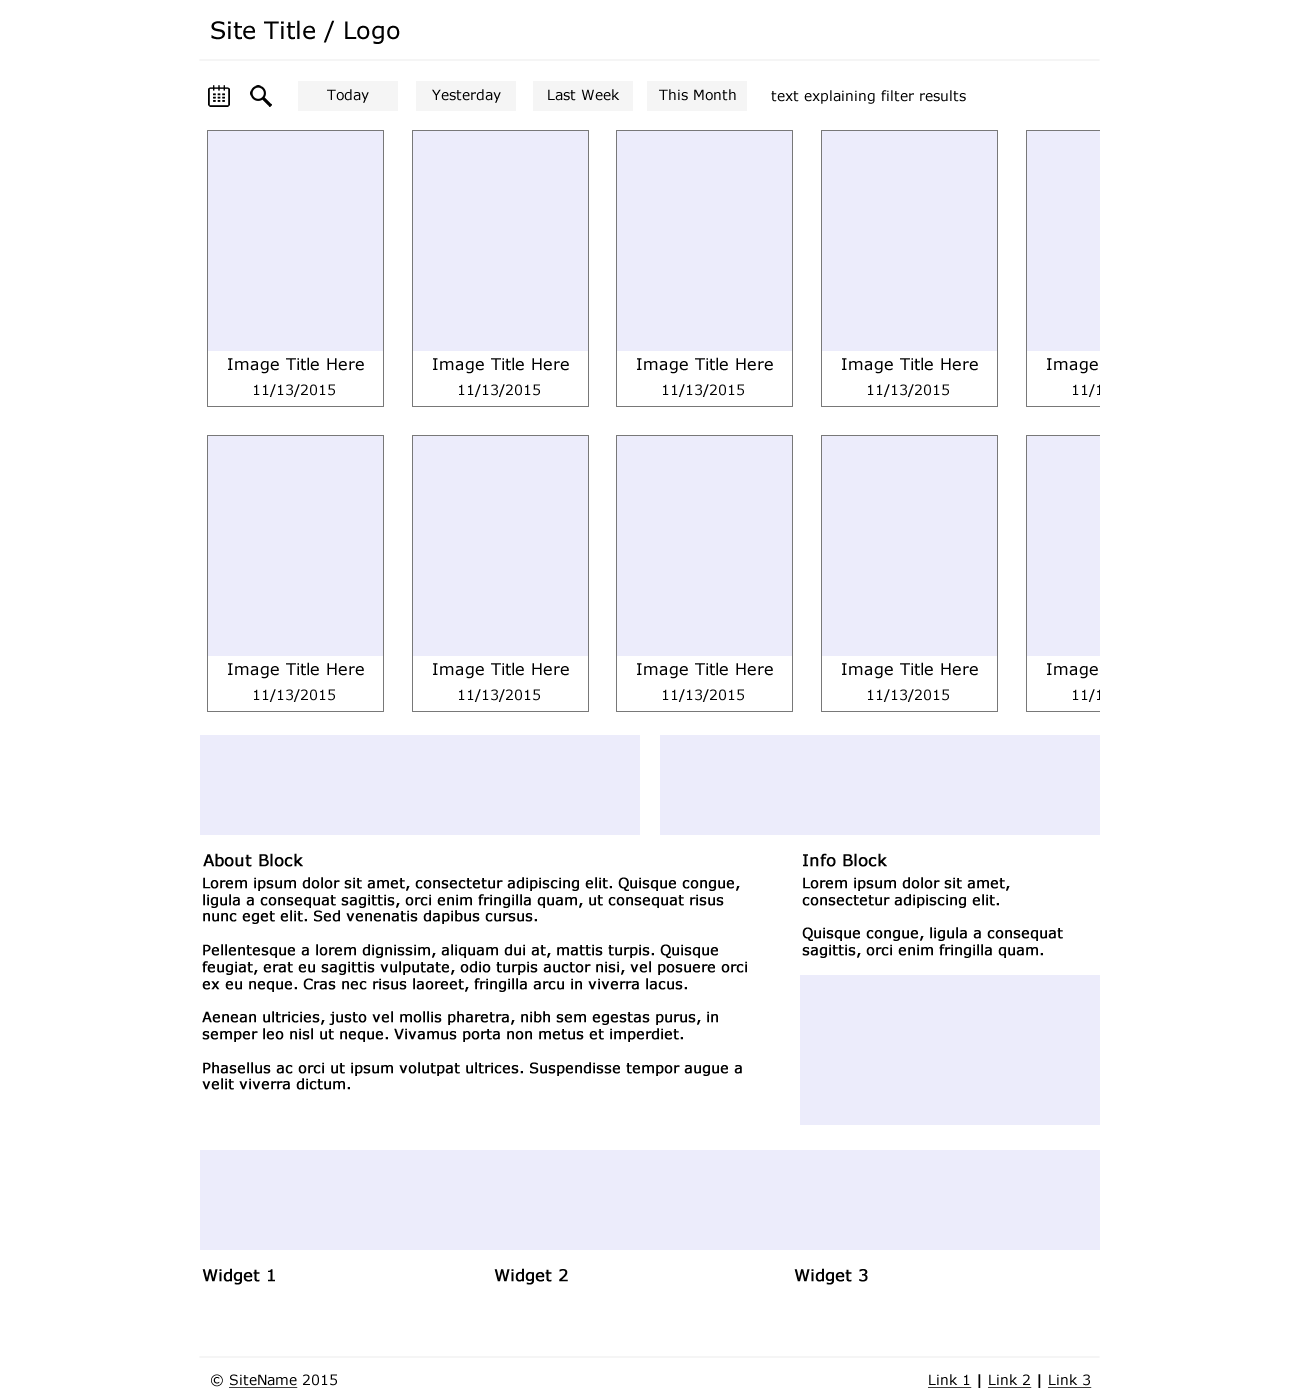 Site Title / Logo
Today Yesterday Last Week This Month text explaining filter results
Image Title Here Image Title Here Image Title Here Image Title Here Image
11/13/2015 11/13/2015 11/13/2015 11/13/2015 11/1
Image Title Here Image Title Here Image Title Here Image Title Here Image
11/13/2015 11/13/2015 11/13/2015 11/13/2015 11/1
About Block
Lorem ipsum dolor sit amet, consectetur adipiscing elit. Quisque congue,
ligula a consequat sagittis, orci enim fringilla quam, ut consequat risus
nunc eget elit. Sed venenatis dapibus cursus.
Pellentesque a lorem dignissim, aliquam dui at, mattis turpis. Quisque
feugiat, erat eu sagittis vulputate, odio turpis auctor nisi, vel posuere orci
ex eu neque. Cras nec risus laoreet, fringilla arcu in viverra lacus.
Aenean ultricies, justo vel mollis pharetra, nibh sem egestas purus, in
semper leo nisl ut neque. Vivamus porta non metus et imperdiet.
Phasellus ac orci ut ipsum volutpat ultrices. Suspendisse tempor augue a
velit viverra dictum.
Info Block
Lorem ipsum dolor sit amet,
consectetur adipiscing elit.
Quisque congue, ligula a consequat
sagittis, orci enim fringilla quam.
Widget 1 Widget 2 Widget 3
© SiteName 2015 Link 1 | Link 2 | Link 3